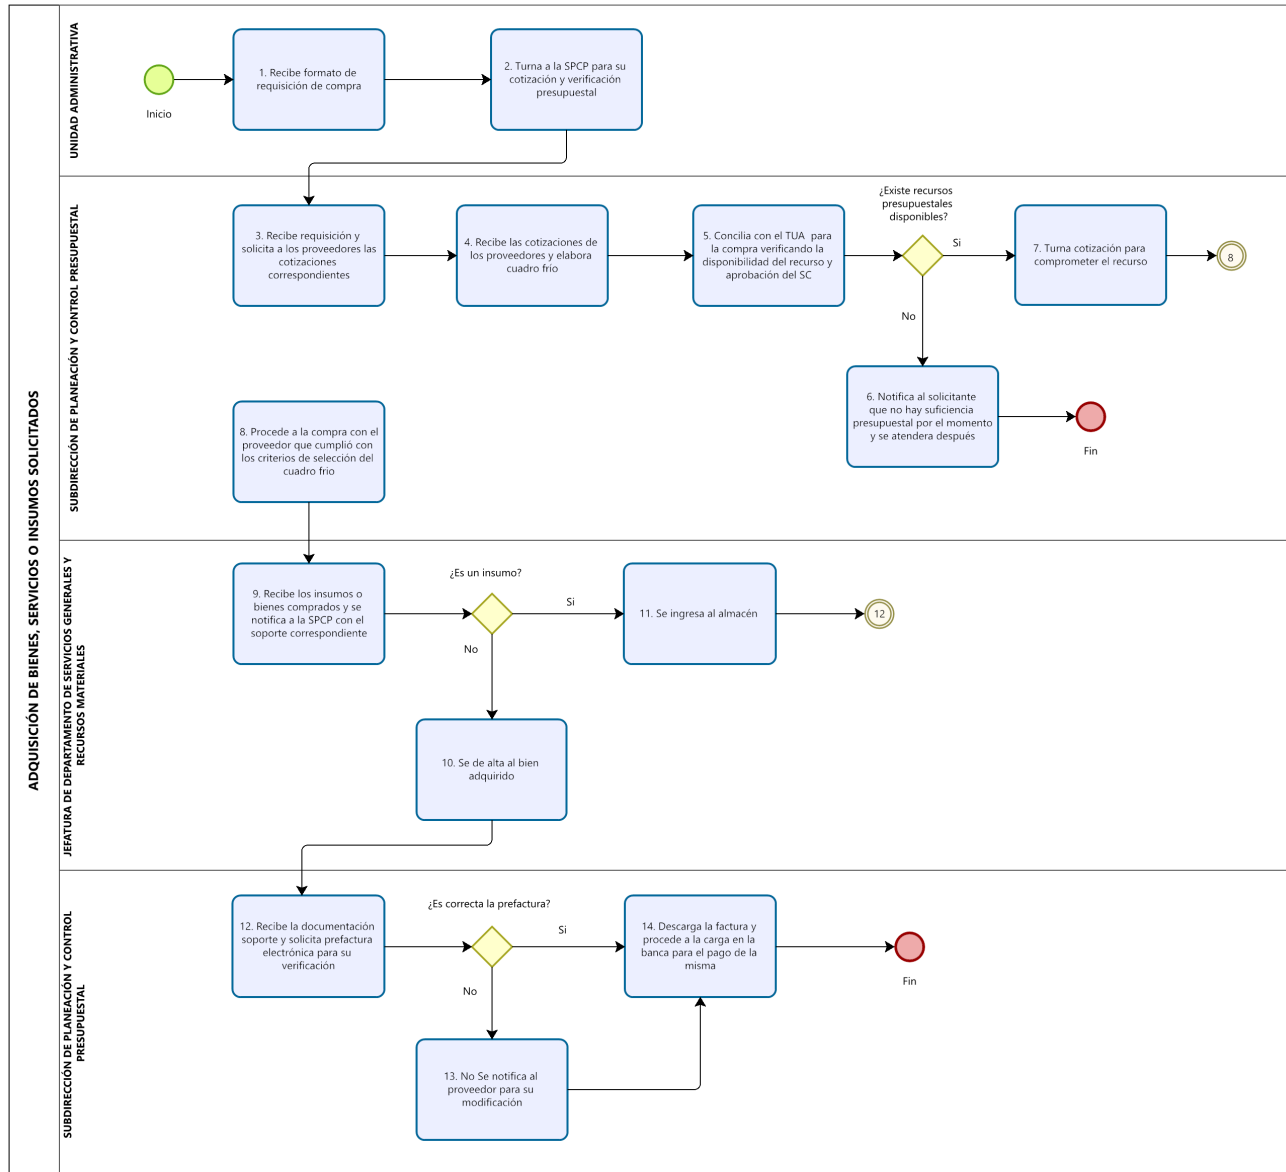 ADQUISICIÓN DE BIENES, SERVICIOS O INSUMOS SOLICITADOS
UNIDAD ADMINISTRATIVA
Inicio
1. Recibe formato de
requisición de compra
2. Turna a la SPCP para su
cotización y verificación
presupuestal
SUBDIRECCIÓN DE PLANEACIÓN Y CONTROL PRESUPUESTAL
3. Recibe requisición y
solicita a los proveedores las
cotizaciones
correspondientes
4. Recibe las cotizaciones de
los proveedores y elabora
cuadro frío
5. Concilia con el TUA para
la compra verificando la
disponibilidad del recurso y
aprobación del SC
¿Existe recursos
presupuestales
disponibles?
Si
7. Turna cotización para
comprometer el recurso
8
No
6. Notifica al solicitante
que no hay suficiencia
presupuestal por el momento
y se atendera después
Fin
8. Procede a la compra con el
proveedor que cumplió con
los criterios de selección del
cuadro frio
JEFATURA DE DEPARTAMENTO DE SERVICIOS GENERALES Y
RECURSOS MATERIALES
9. Recibe los insumos o
bienes comprados y se
notifica a la SPCP con el
soporte correspondiente
¿Es un insumo?
Si
11. Se ingresa al almacén
12
No
10. Se de alta al bien
adquirido
SUBDIRECCIÓN DE PLANEACIÓN Y CONTROL
PRESUPUESTAL
12. Recibe la documentación
soporte y solicita prefactura
electrónica para su
verificación
¿Es correcta la prefactura?
Si
14. Descarga la factura y
procede a la carga en la
banca para el pago de la
misma
Fin
No
13. No Se notifica al
proveedor para su
modificación